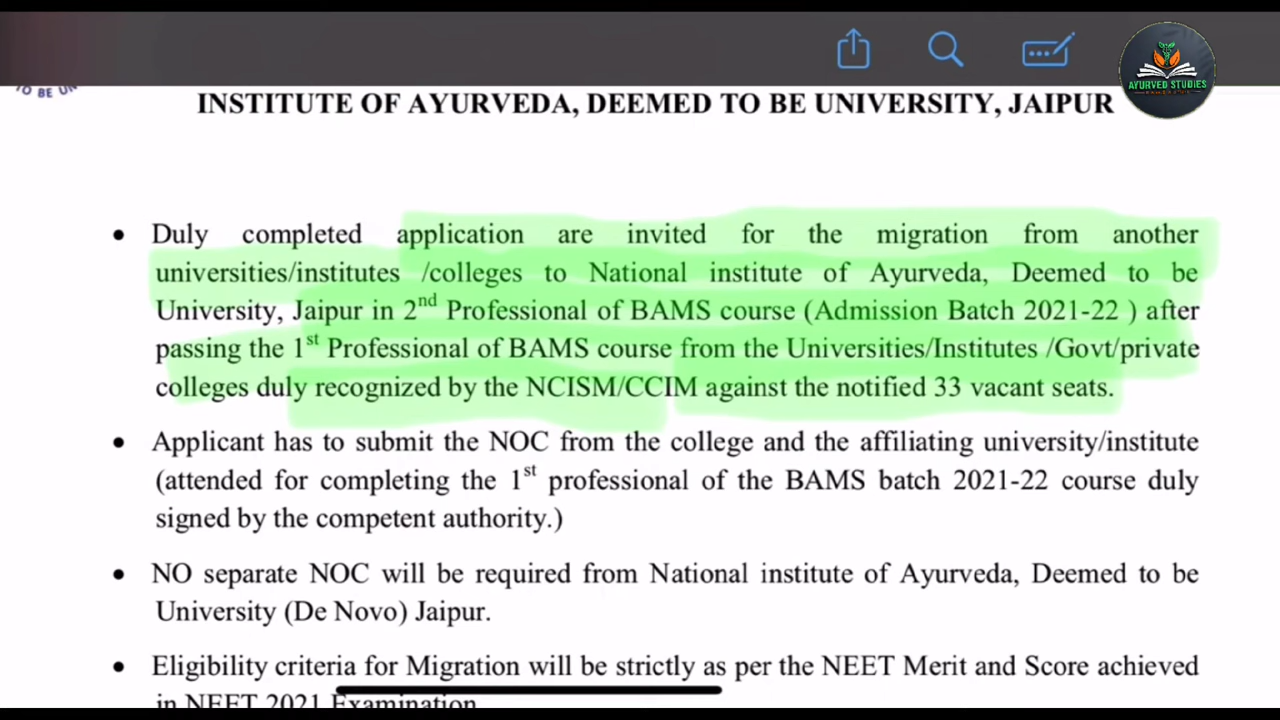 TO BE UN
AYURVED STUDIES
INSTITUTE OF AYURVEDA, DEEMED TO BE UNIVERSITY, JAIPUR
• Duly completed application are invited for the migration from another
universities/institutes /colleges to National institute of Ayurveda, Deemed to be
University, Jaipur in 2nd Professional of BAMS course (Admission Batch 2021-22 ) after
passing the 1st Professional of BAMS course from the Universities/Institutes /Govt/private
colleges duly recognized by the NCISM/CCIM against the notified 33 vacant seats.
• Applicant has to submit the NOC from the college and the affiliating university/institute
(attended for completing the 1st professional of the BAMS batch 2021-22 course duly
signed by the competent authority.)
• NO separate NOC will be required from National institute of Ayurveda, Deemed to be
University (De Novo) Jaipur.
• Eligibility criteria for Migration will be strictly as per the NEET Merit and Score achieved
in NEET 2021 Examination